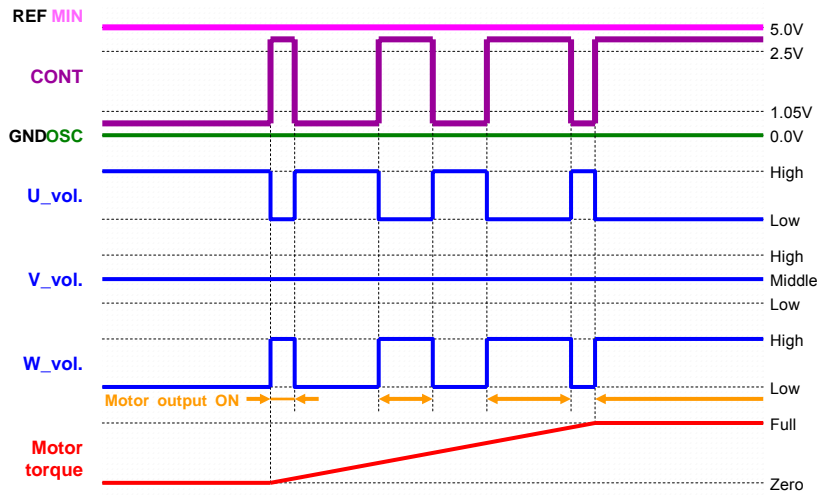 REF MIN
5.0V
2.5V
CONT
1.05V
GNDOSC
0.0V
High
U_vol.
Low
High
V_vol.
Middle
Low
High
W_vol.
Low
Motor output ON
Full
Motor
torque
Zero